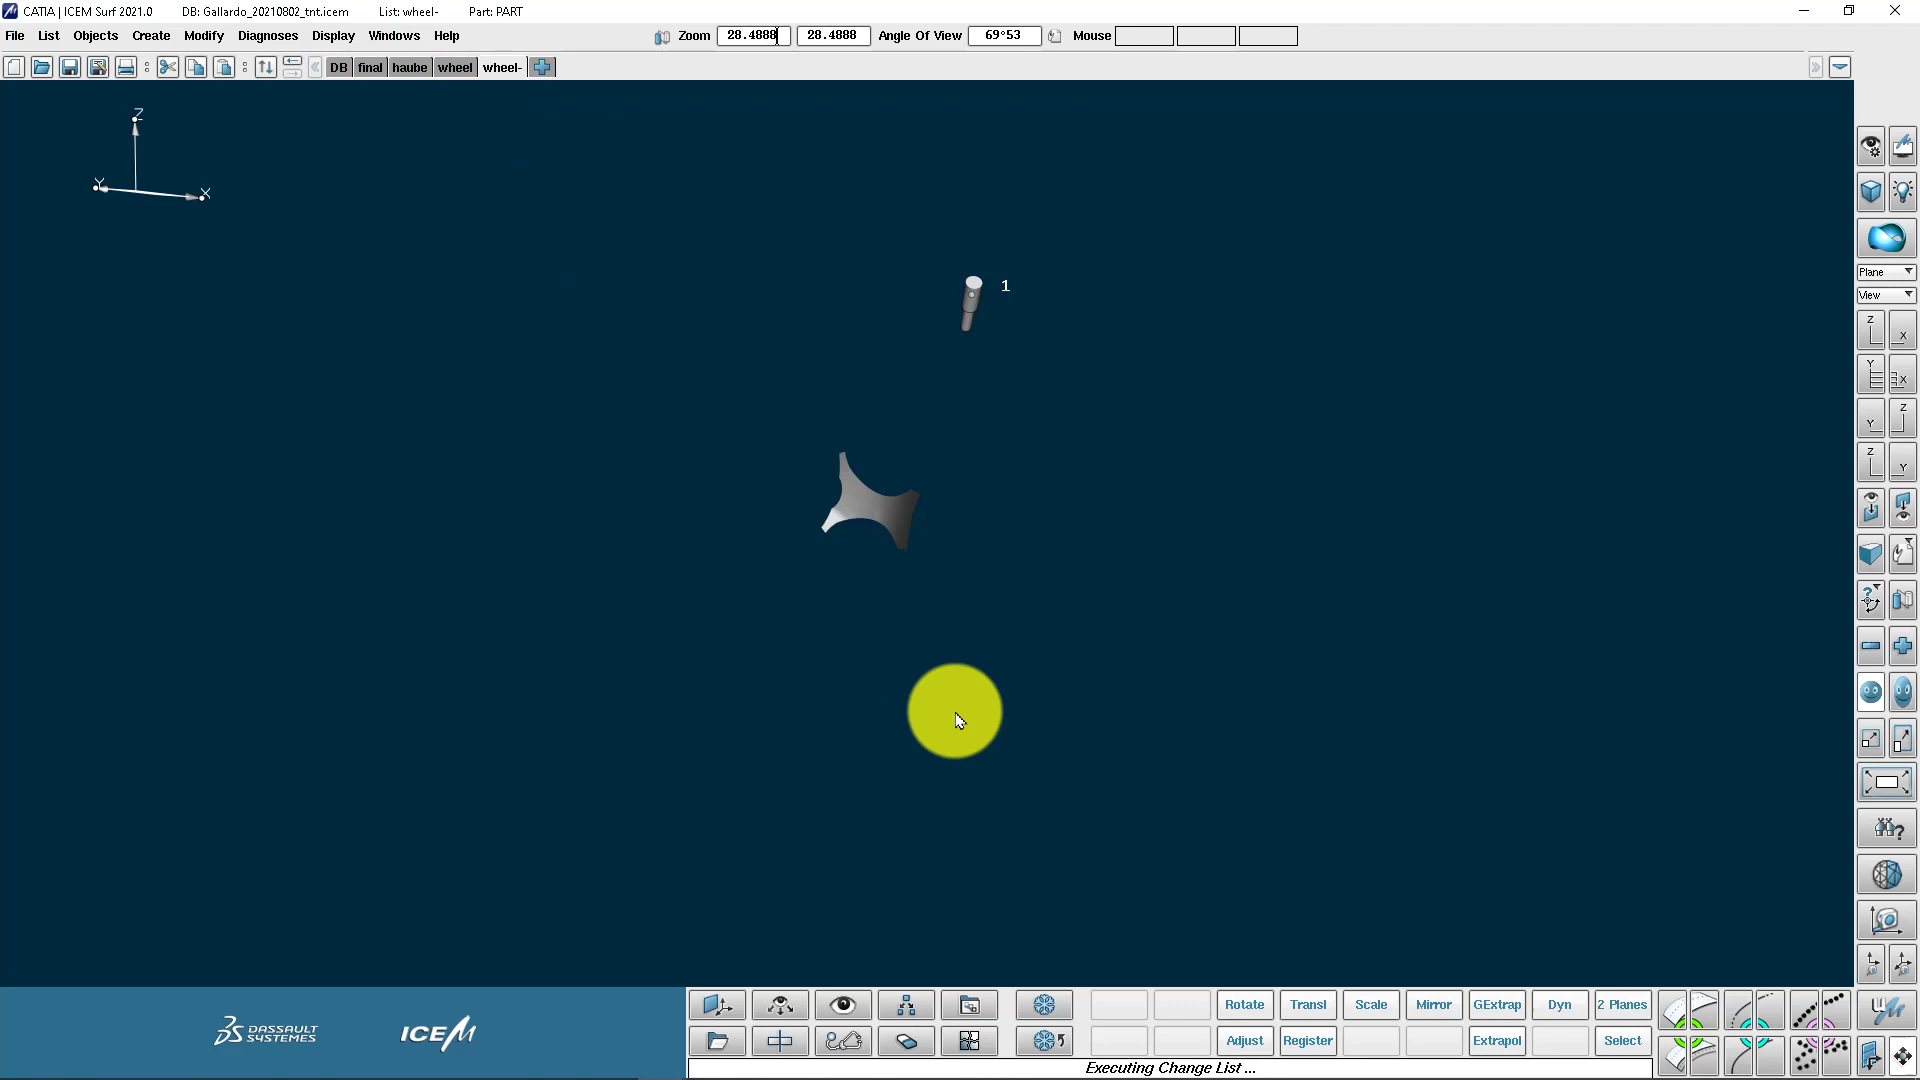 CATIA | ICEM Surf 2021.0 DB: Gallardo_20210802_tnt.icem List: wheel- Part: PART
File List Objects Create Modify Diagnoses Display Windows Help Zoom 28.4888 28.4888 Angle Of View 69°53 Mouse
DB final haube wheel wheel-
Z
Y X
1
Plane
View
Z X
Y X
Y Z
Z Y
Rotate Transl Scale Mirror GExtrap Dyn 2 Planes
DASSAULT SYSTEMES ICEM
Adjust Register Extrapol Select
Executing Change List ...